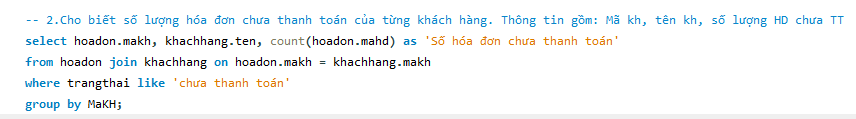 -- 2.Cho biết số lượng hóa đơn chưa thanh toán của từng khách hàng. Thông tin gồm: Mã kh, tên kh, số lượng HD chưa TT
select hoadon.makh, khachhang.ten, count(hoadon.mahd) as 'Số hóa đơn chưa thanh toán'
from hoadon join khachhang on hoadon.makh = khachhang.makh
where trangthai like 'chưa thanh toán'
group by MaKH;